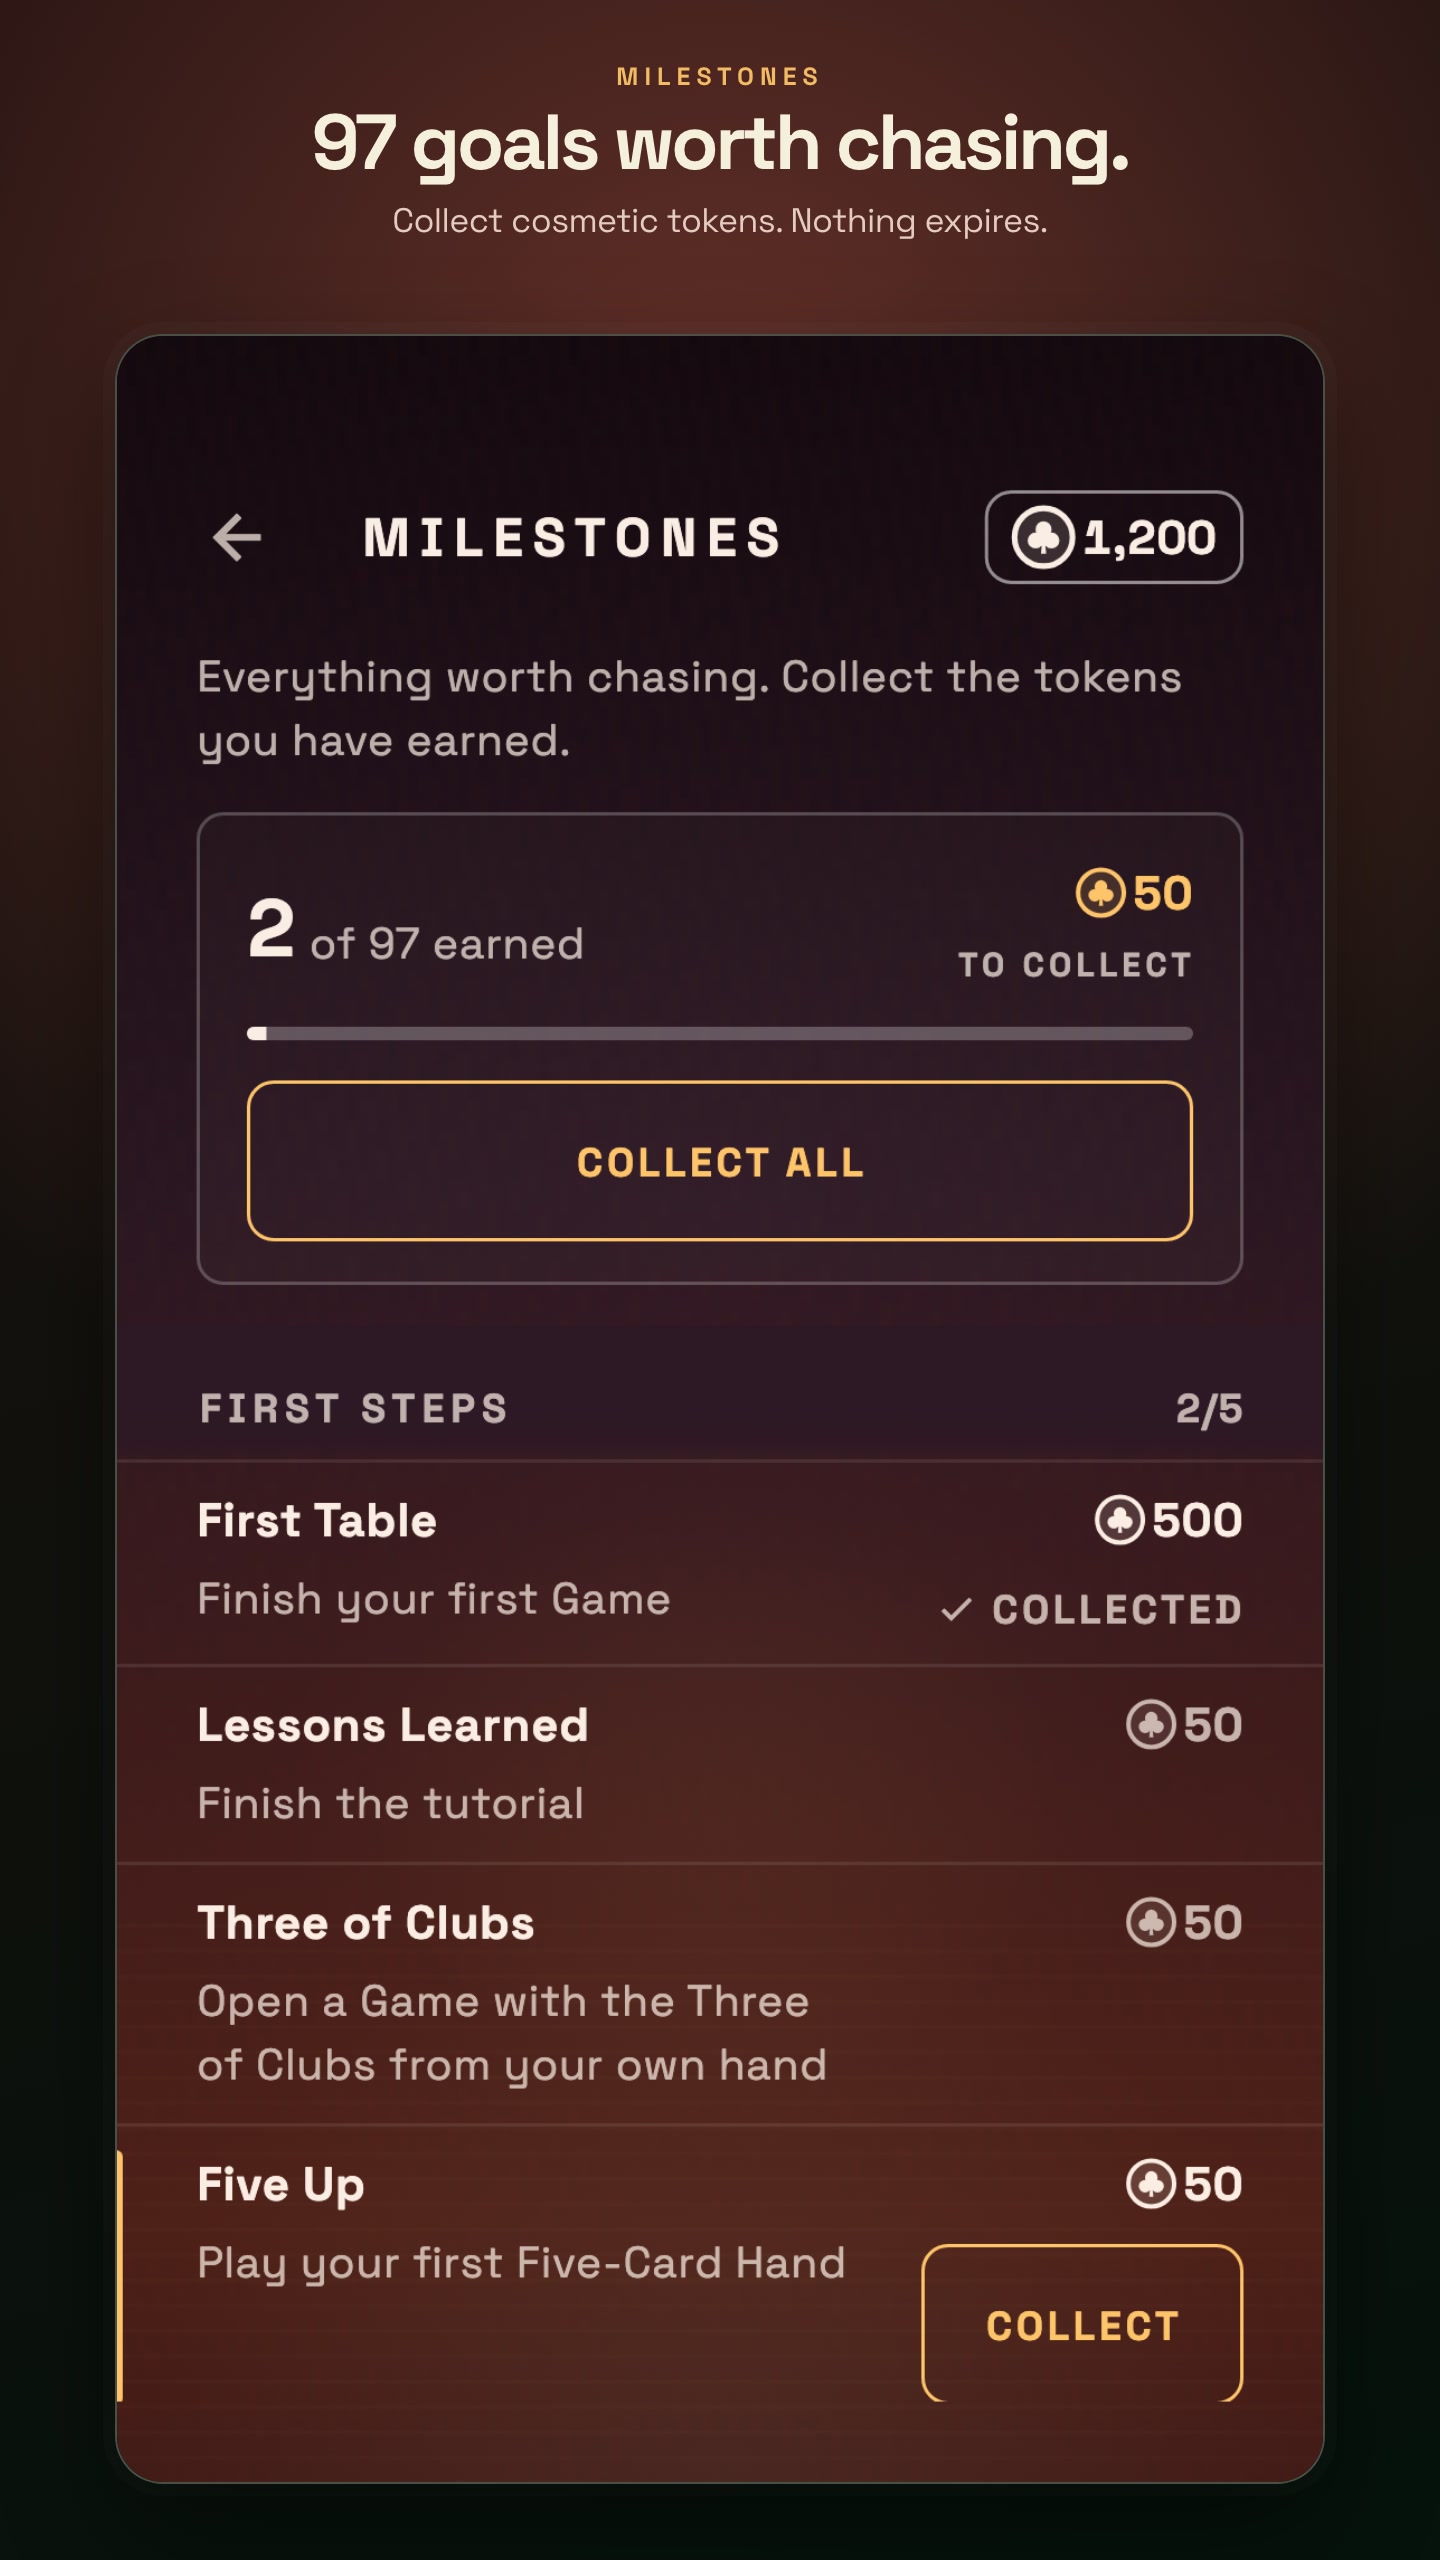 MILESTONES
97 goals worth chasing.
Collect cosmetic tokens. Nothing expires.
MILESTONES
1,200
Everything worth chasing. Collect the tokens
you have earned.
2 of 97 earned
50
TO COLLECT
COLLECT ALL
FIRST STEPS
2/5
First Table
500
Finish your first Game
✓ COLLECTED
Lessons Learned
50
Finish the tutorial
Three of Clubs
50
Open a Game with the Three
of Clubs from your own hand
Five Up
50
Play your first Five-Card Hand
COLLECT